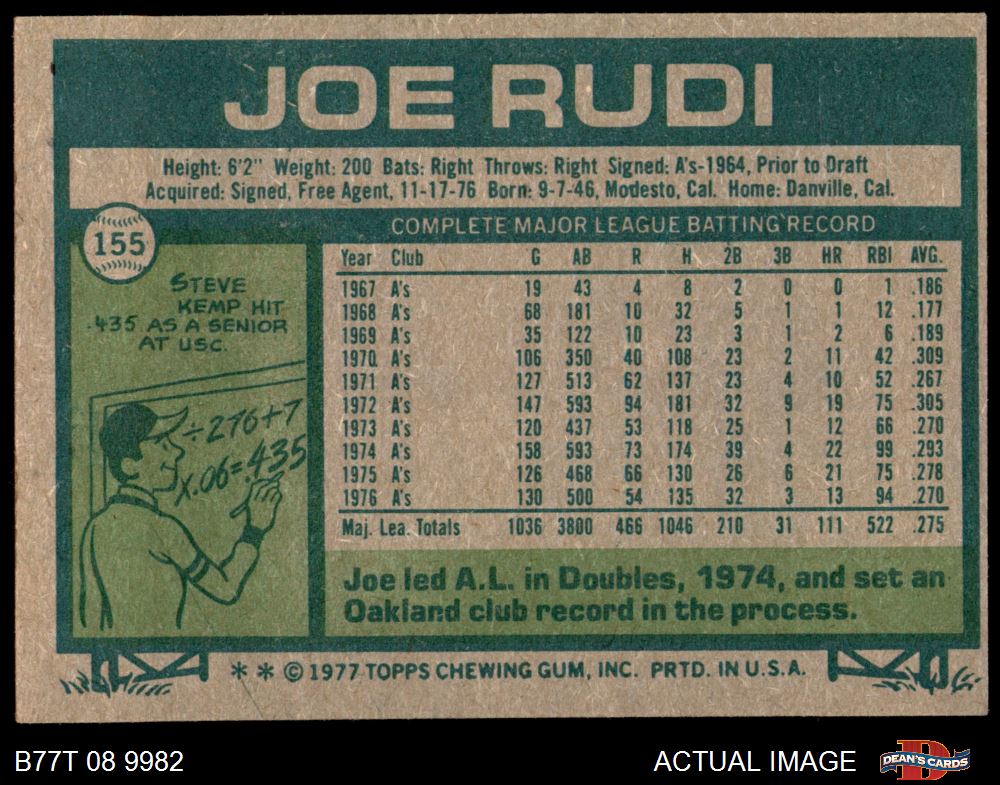 JOE RUDI
Height: 6'2" Weight: 200 Bats: Right Throws: Right Signed: A's-1964, Prior to Draft
Acquired: Signed, Free Agent, 11-17-76 Born: 9-7-46, Modesto, Cal. Home: Danville, Cal.
155
STEVE
KEMP HIT
.435 AS A SENIOR
AT USC.
÷276+7
x.06=.435
COMPLETE MAJOR LEAGUE BATTING RECORD
Year Club G AB R H 2B 3B HR RBI AVG.
1967 A's 19 43 4 8 2 0 0 1 .186
1968 A's 68 181 10 32 5 1 1 12 .177
1969 A's 35 122 10 23 3 1 2 6 .189
1970 A's 106 350 40 108 23 2 11 42 .309
1971 A's 127 513 62 137 23 4 10 52 .267
1972 A's 147 593 94 181 32 9 19 75 .305
1973 A's 120 437 53 118 25 1 12 66 .270
1974 A's 158 593 73 174 39 4 22 99 .293
1975 A's 126 468 66 130 26 6 21 75 .278
1976 A's 130 500 54 135 32 3 13 94 .270
Maj. Lea. Totals 1036 3800 466 1046 210 31 111 522 .275
Joe led A.L. in Doubles, 1974, and set an
Oakland club record in the process.
** © 1977 TOPPS CHEWING GUM, INC. PRTD. IN U.S.A.
B77T 08 9982
ACTUAL IMAGE
D
DEAN'S CARDS